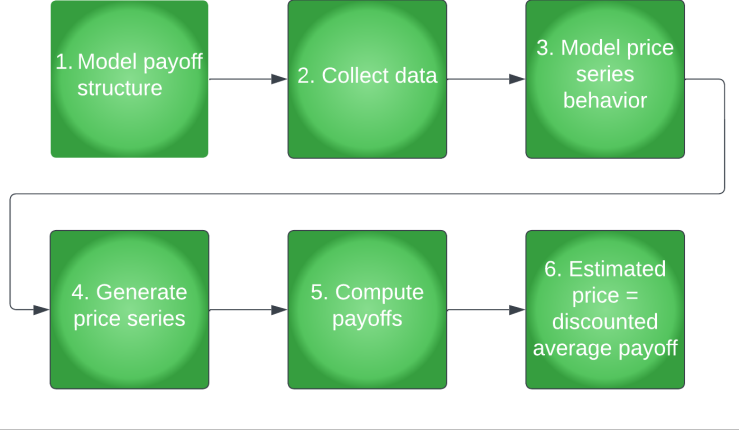 1. Model payoff
structure
2. Collect data
3. Model price
series
behavior
4. Generate
price series
5. Compute
payoffs
6. Estimated
price =
discounted
average payoff